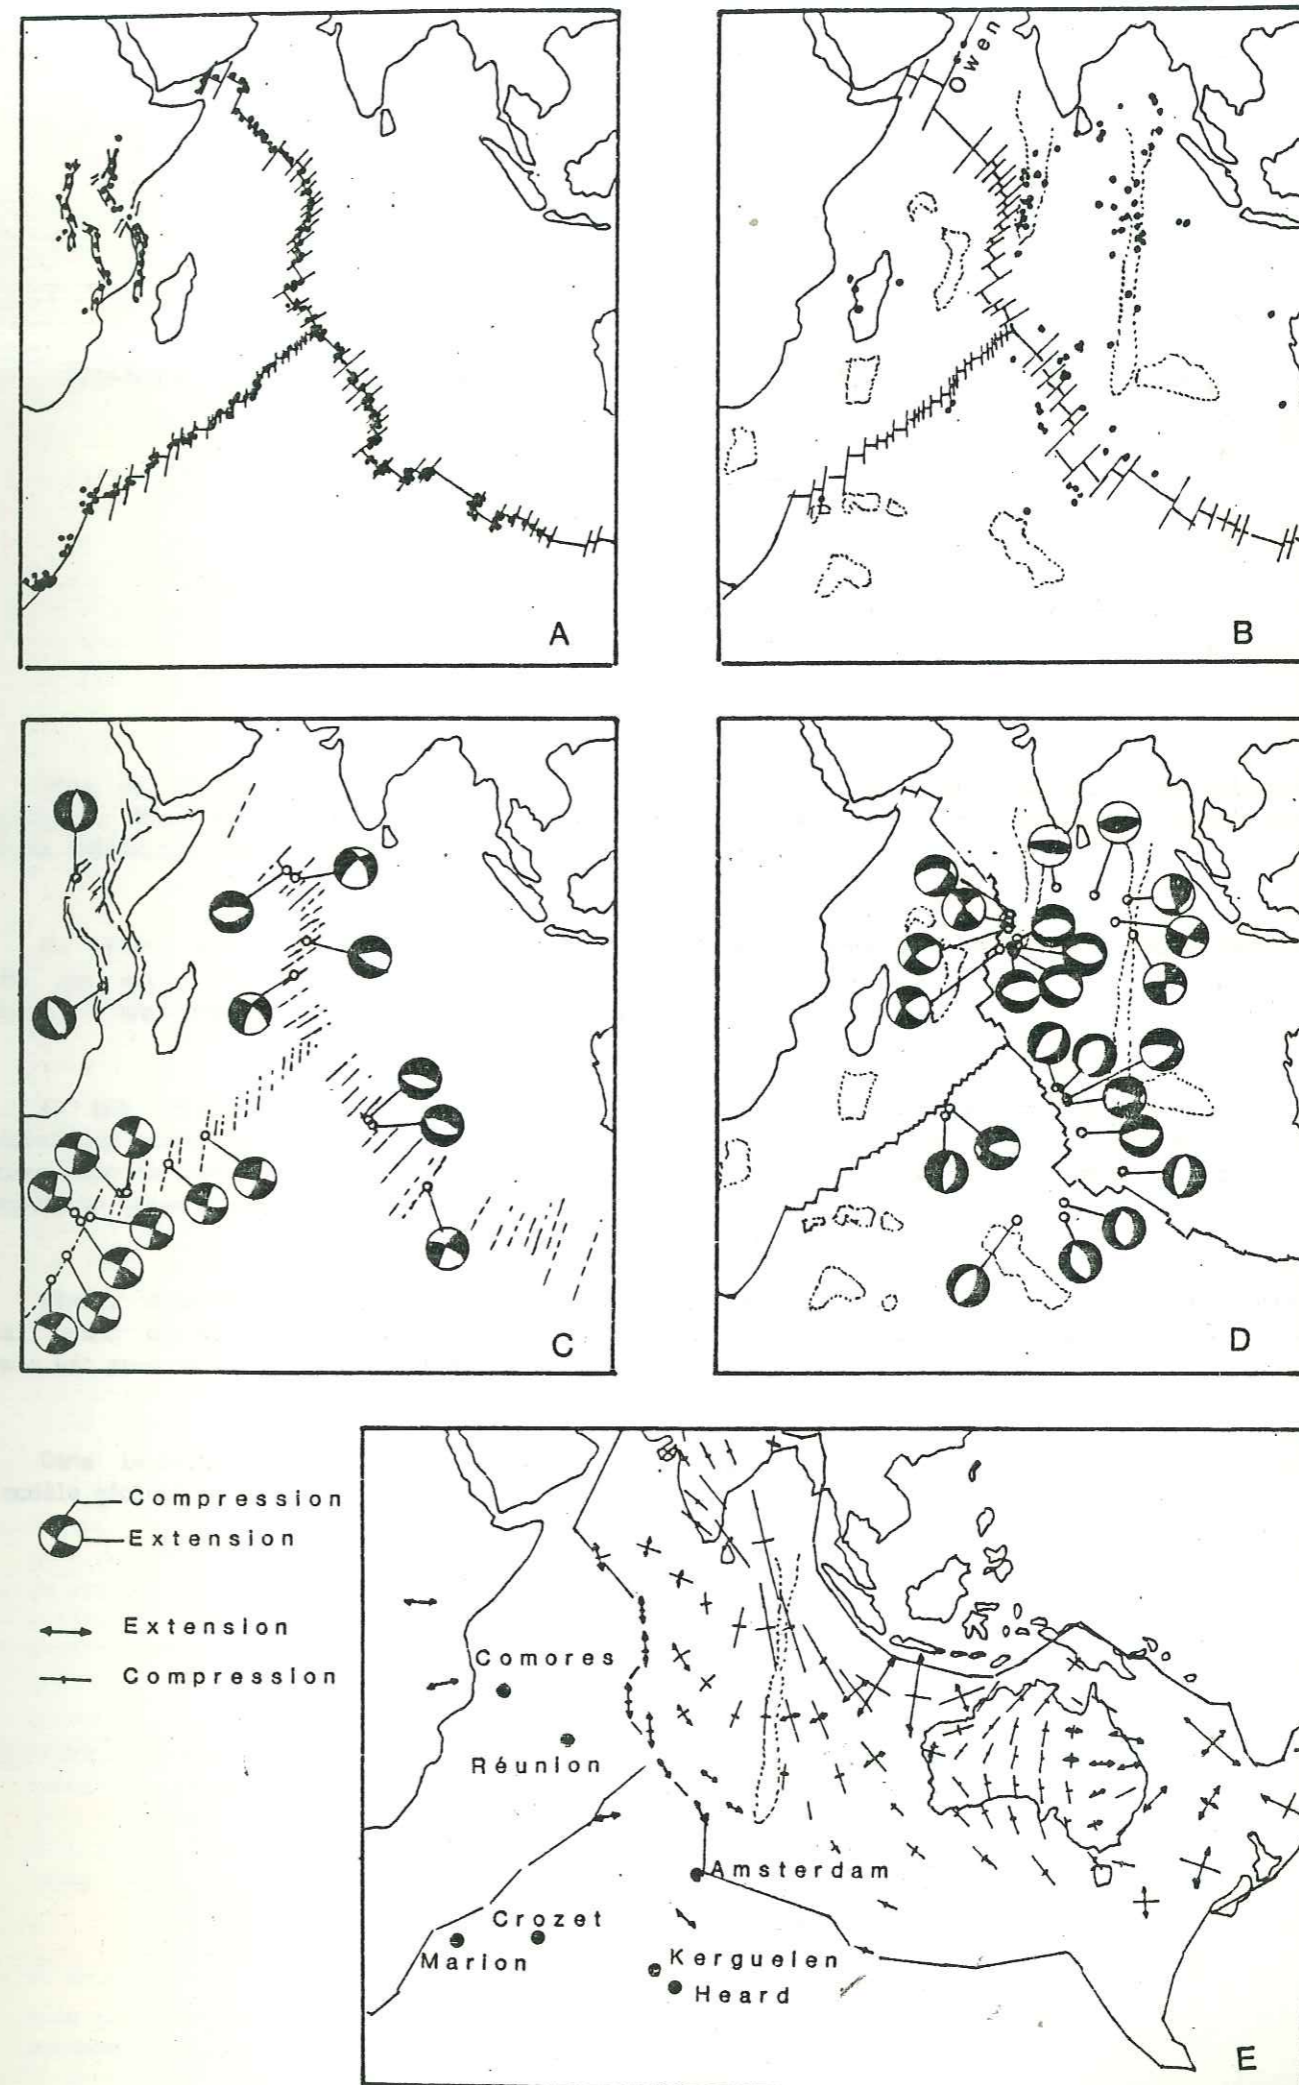 Owen
A
B
C
D
Compression
Extension
Extension
Compression
Comores
Réunion
Amsterdam
Crozet
Marion
Kerguelen
Heard
E